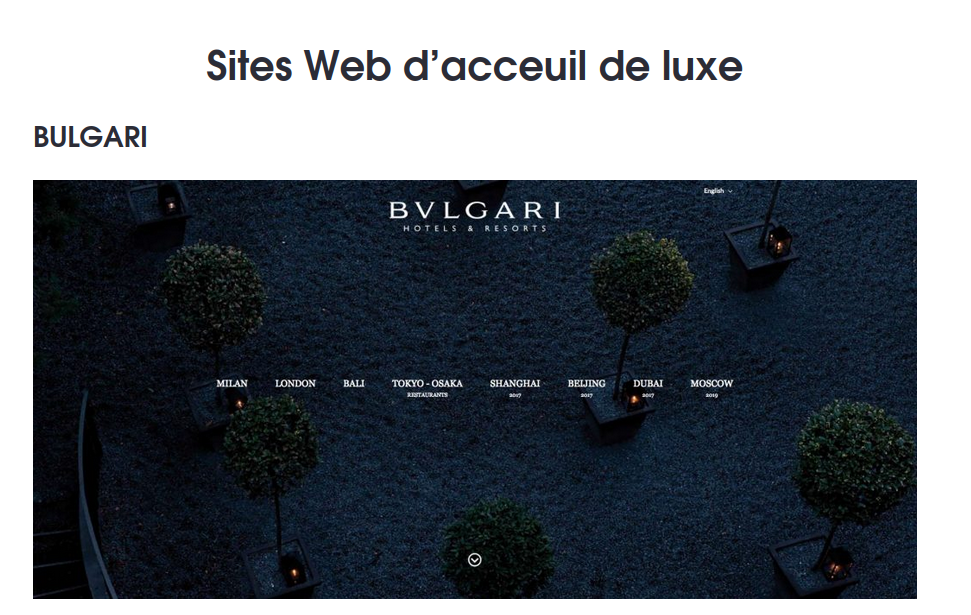 Sites Web d’acceuil de luxe
BULGARI
English
BVLGARI
HOTELS & RESORTS
MILAN LONDON BALI TOKYO - OSAKA SHANGHAI BEIJING DUBAI MOSCOW
RESTAURANTS 2017 2017 2017 2019